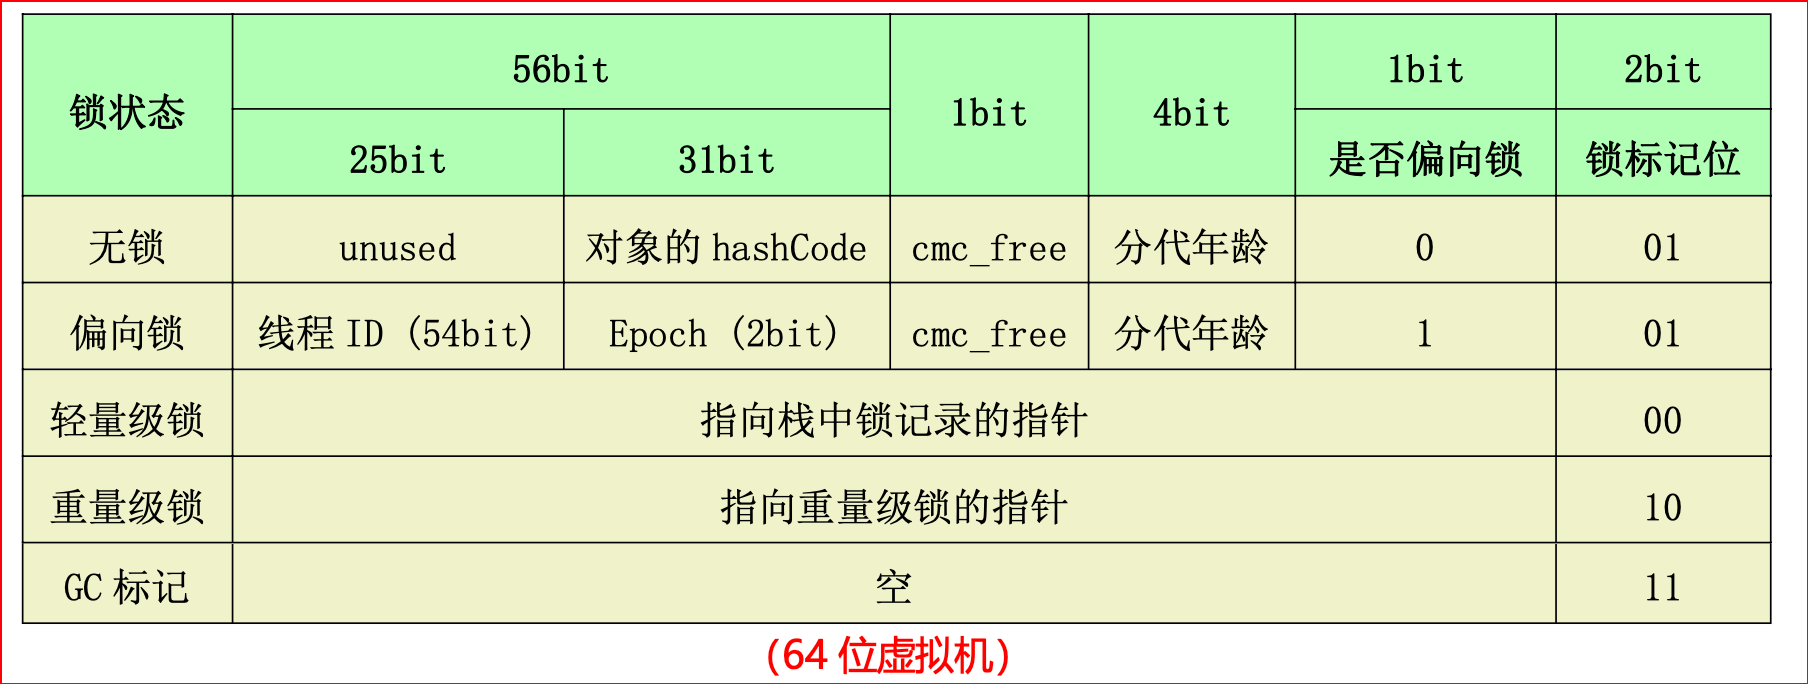 锁状态 56bit 1bit 4bit 1bit 2bit
25bit 31bit 是否偏向锁 锁标记位
无锁 unused 对象的 hashCode cmc_free 分代年龄 0 01
偏向锁 线程 ID (54bit) Epoch (2bit) cmc_free 分代年龄 1 01
轻量级锁 指向栈中锁记录的指针 00
重量级锁 指向重量级锁的指针 10
GC 标记 空 11
(64 位虚拟机)